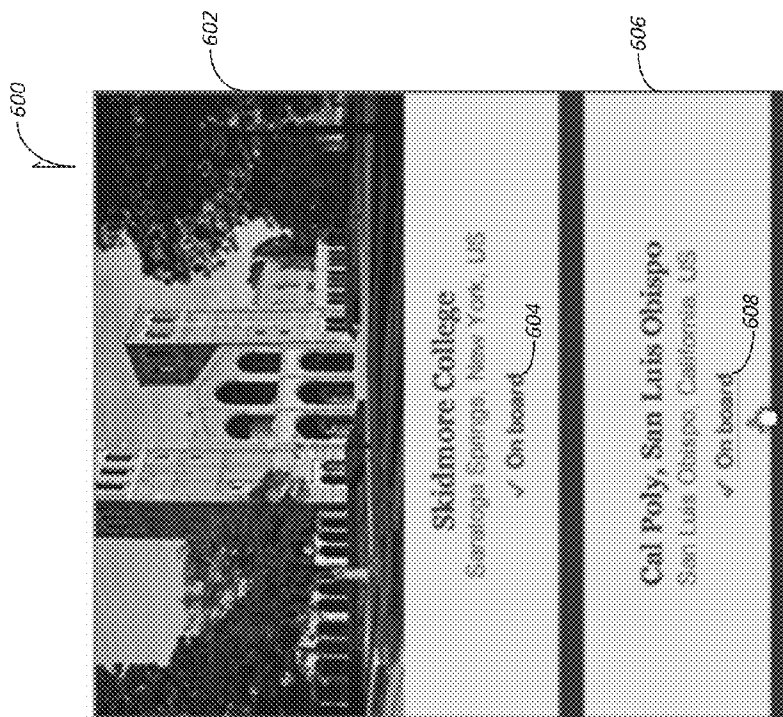 600
602
Skidmore College
Saratoga Springs, New York, US
✓ On board
604
606
Cal Poly, San Luis Obispo
San Luis Obispo, California, US
✓ On board
608